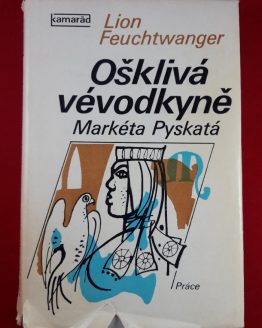 kamarád
Lion
Feuchtwanger
Ošklivá
vévodkyně
Markéta Pyskatá
Práce